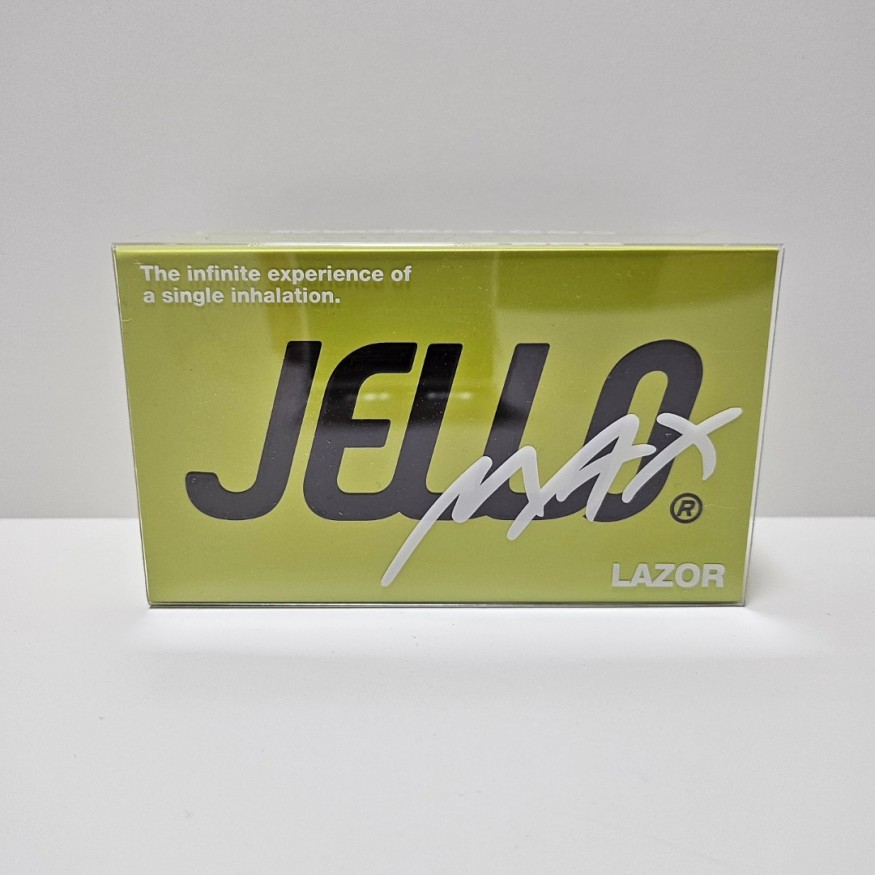 The infinite experience of
a single inhalation.
JELLO
MAX
®
LAZOR